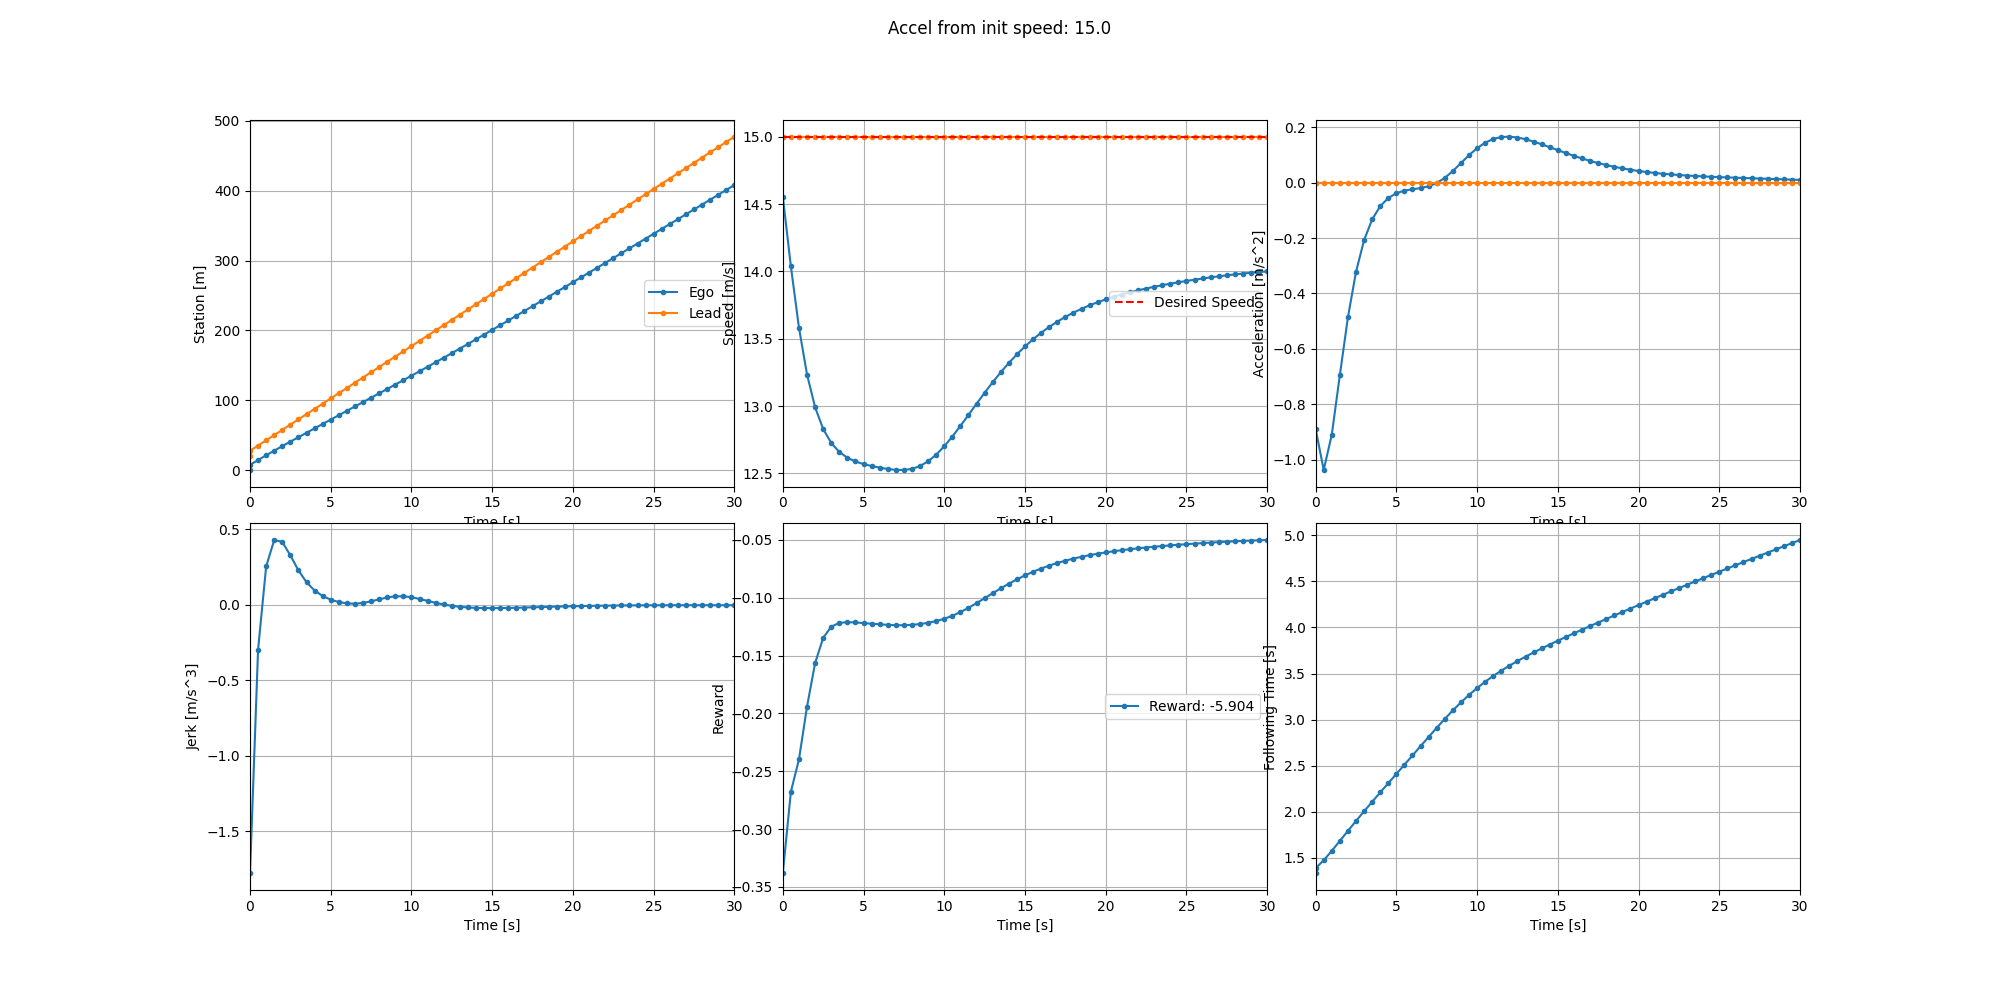 Accel from init speed: 15.0
500
400
300
200
100
0
Station [m]
0 5 10 15 20 25 30
Time [s]
Ego
Lead
15.0
14.5
14.0
13.5
13.0
12.5
Speed [m/s]
0 5 10 15 20 25 30
Time [s]
Desired Speed
0.2
0.0
−0.2
−0.4
−0.6
−0.8
−1.0
Acceleration [m/s^2]
0 5 10 15 20 25 30
Time [s]
0.5
0.0
−0.5
−1.0
−1.5
Jerk [m/s^3]
0 5 10 15 20 25 30
Time [s]
−0.05
−0.10
−0.15
−0.20
−0.25
−0.30
−0.35
Reward
0 5 10 15 20 25 30
Time [s]
Reward: -5.904
5.0
4.5
4.0
3.5
3.0
2.5
2.0
1.5
Following Time [s]
0 5 10 15 20 25 30
Time [s]